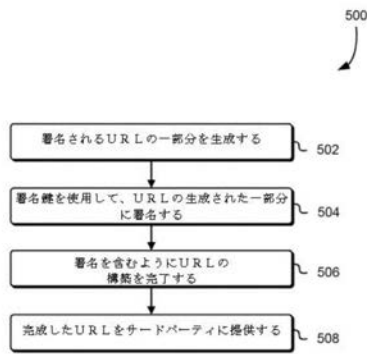 500
署名されるURLの一部分を生成する
502
署名鍵を使用して、URLの生成された一部分
に署名する
504
署名を含むようにURLの
構築を完了する
506
完成したURLをサードパーティに提供する
508